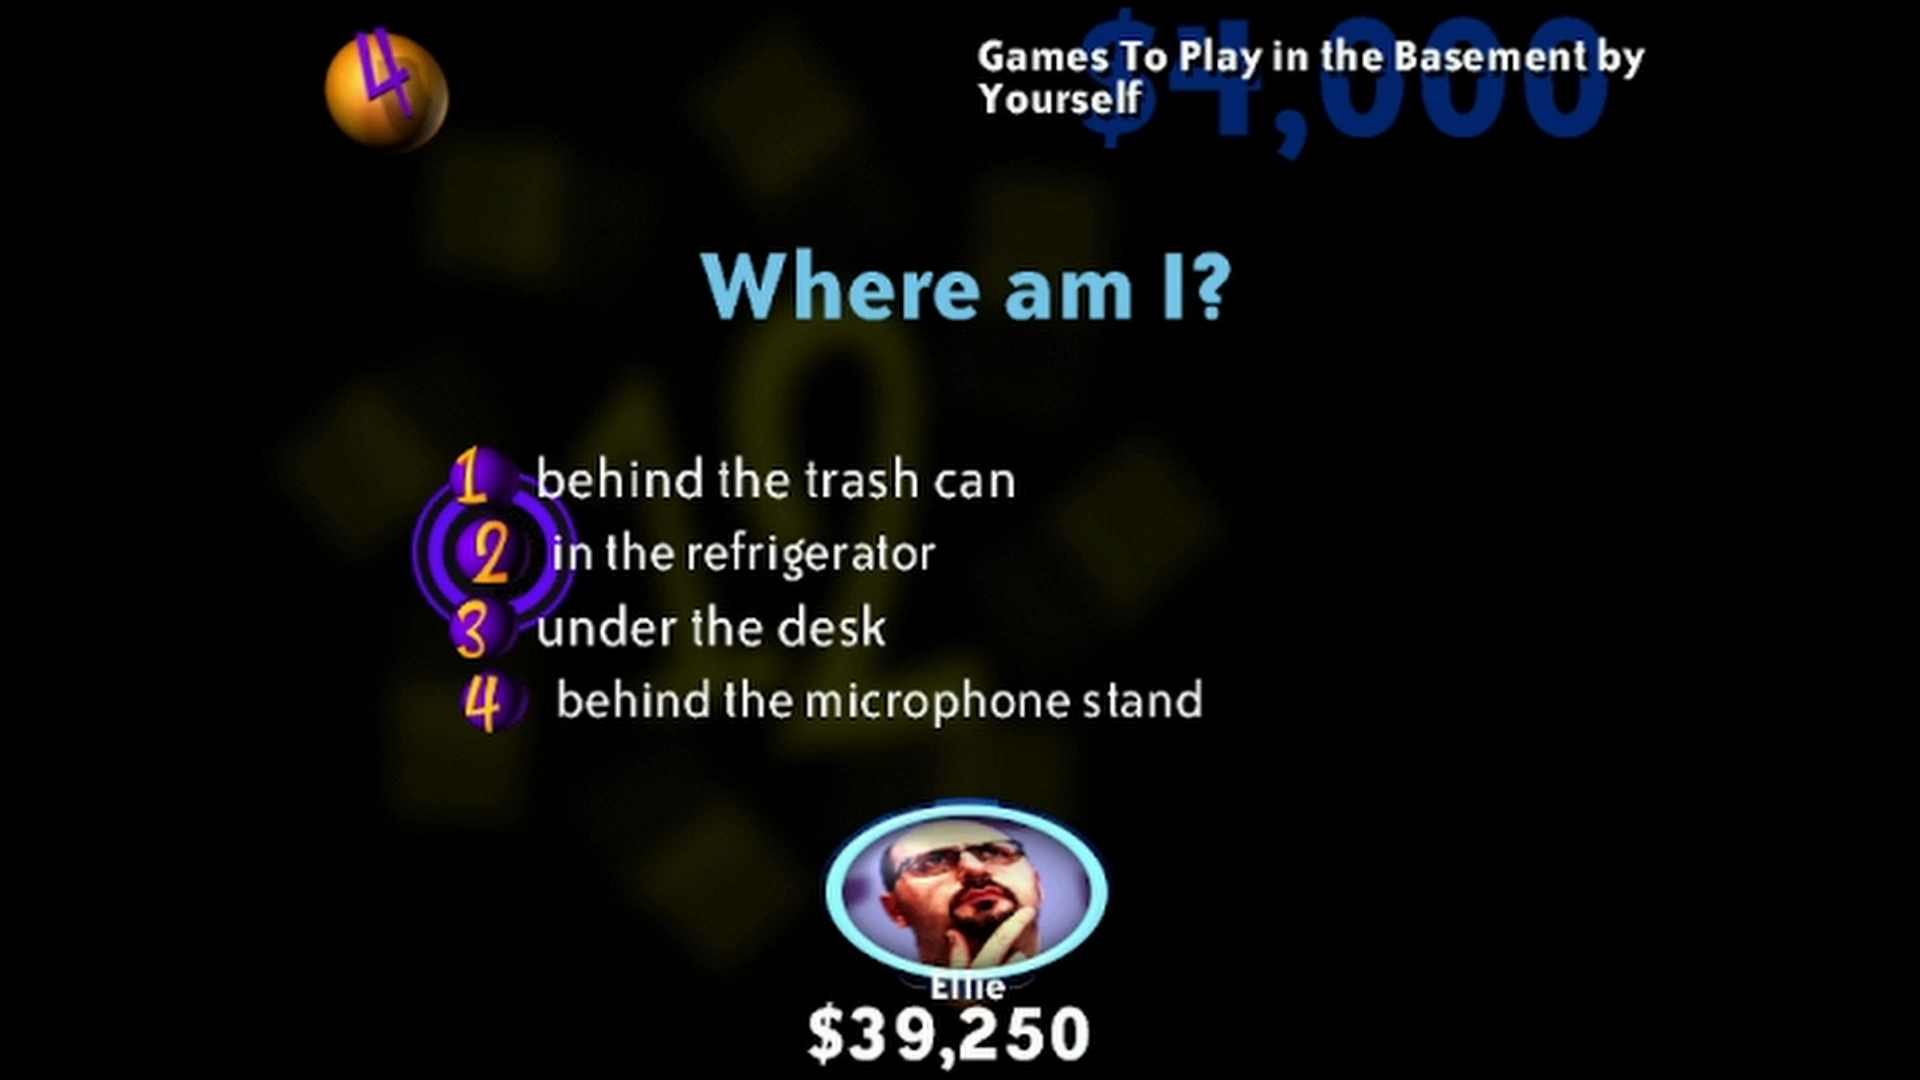 4
$4,000
Games To Play in the Basement by
Yourself
Where am I?
1 behind the trash can
2 in the refrigerator
3 under the desk
4 behind the microphone stand
Effie
$39,250